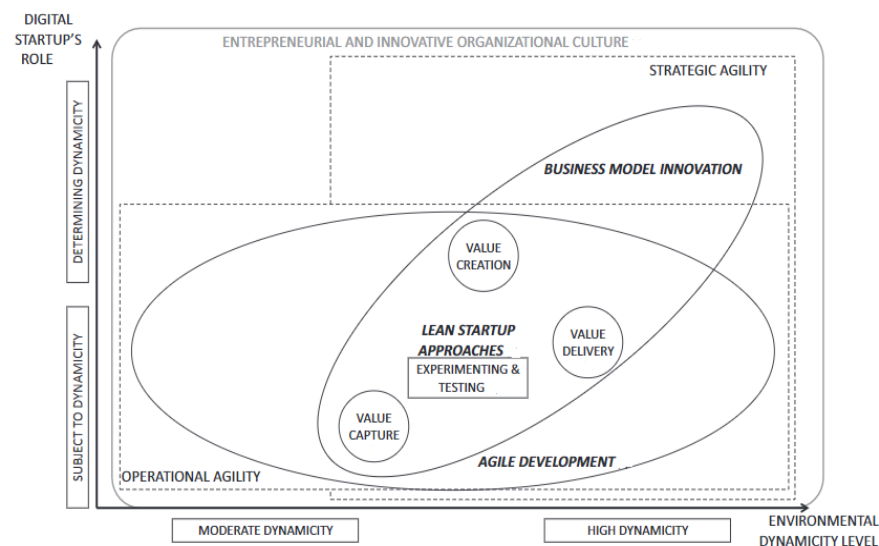 DIGITAL
STARTUP'S
ROLE
ENTREPRENEURIAL AND INNOVATIVE ORGANIZATIONAL CULTURE
STRATEGIC AGILITY
DETERMINING DYNAMICITY
BUSINESS MODEL INNOVATION
VALUE
CREATION
LEAN STARTUP
APPROACHES
VALUE
DELIVERY
EXPERIMENTING &
TESTING
SUBJECT TO DYNAMICITY
VALUE
CAPTURE
AGILE DEVELOPMENT
OPERATIONAL AGILITY
MODERATE DYNAMICITY
HIGH DYNAMICITY
ENVIRONMENTAL
DYNAMICITY LEVEL